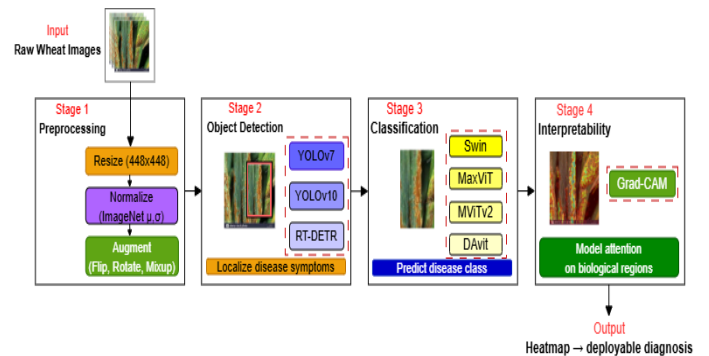 Input
Raw Wheat Images
Stage 1
Preprocessing
Resize (448x448)
Normalize
(ImageNet μ,σ)
Augment
(Flip, Rotate, Mixup)
Stage 2
Object Detection
YOLOv7
YOLOv10
RT-DETR
Localize disease symptoms
Stage 3
Classification
Swin
MaxViT
MViTv2
DAvit
Predict disease class
Stage 4
Interpretability
Grad-CAM
Model attention
on biological regions
Output
Heatmap → deployable diagnosis